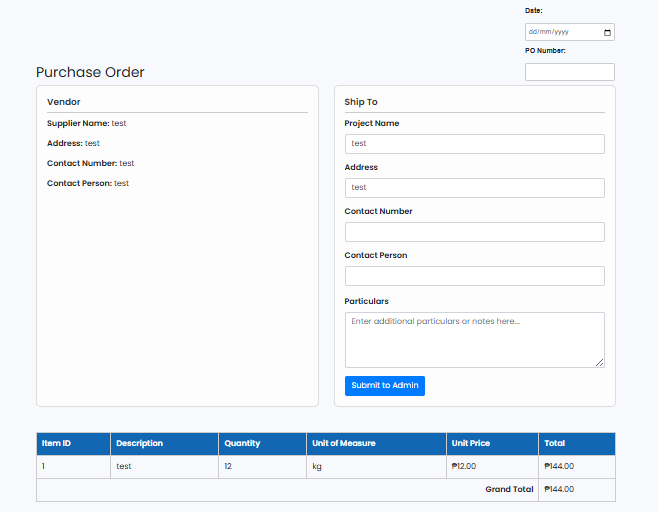 Date:
dd/mm/yyyy
PO Number:
Purchase Order
Vendor
Supplier Name: test
Address: test
Contact Number: test
Contact Person: test
Ship To
Project Name
test
Address
test
Contact Number
Contact Person
Particulars
Enter additional particulars or notes here...
Submit to Admin
Item ID Description Quantity Unit of Measure Unit Price Total
1 test 12 kg ₱12.00 ₱144.00
Grand Total ₱144.00